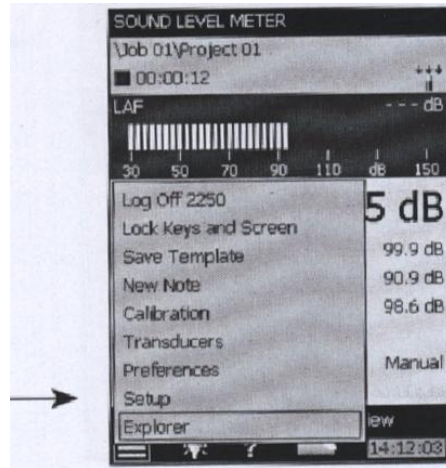 SOUND LEVEL METER
\Job 01\Project 01
00:00:12
LAF --- dB
30 50 70 90 110 dB 150
Log Off 2250
5 dB
Lock Keys and Screen
Save Template 99.9 dB
New Note 90.9 dB
Calibration 98.6 dB
Transducers
Preferences Manual
Setup
Explorer iew
? 14:12:03